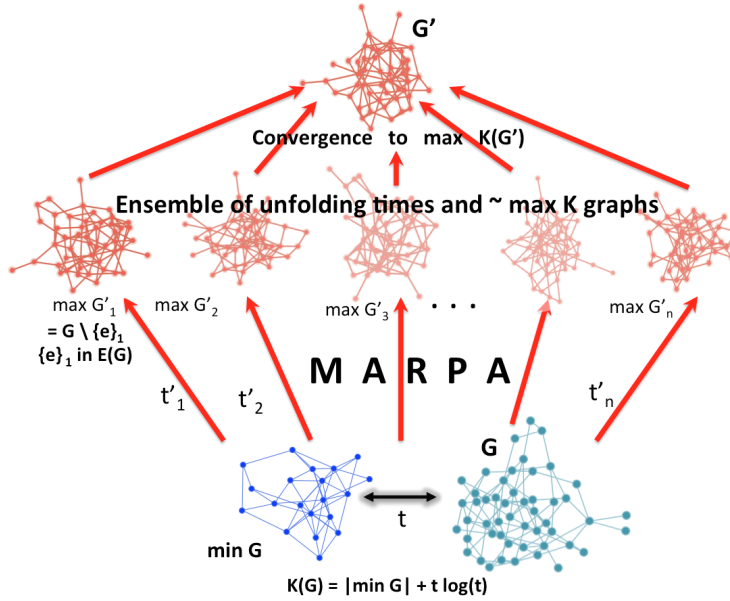 G’
Convergence to max K(G’)
Ensemble of unfolding times and ~ max K graphs
max G’1
max G’2
max G’3
. . .
max G’n
= G \ {e}1
{e}1 in E(G)
M A R P A
t’1
t’2
t’n
G
t
min G
K(G) = |min G| + t log(t)